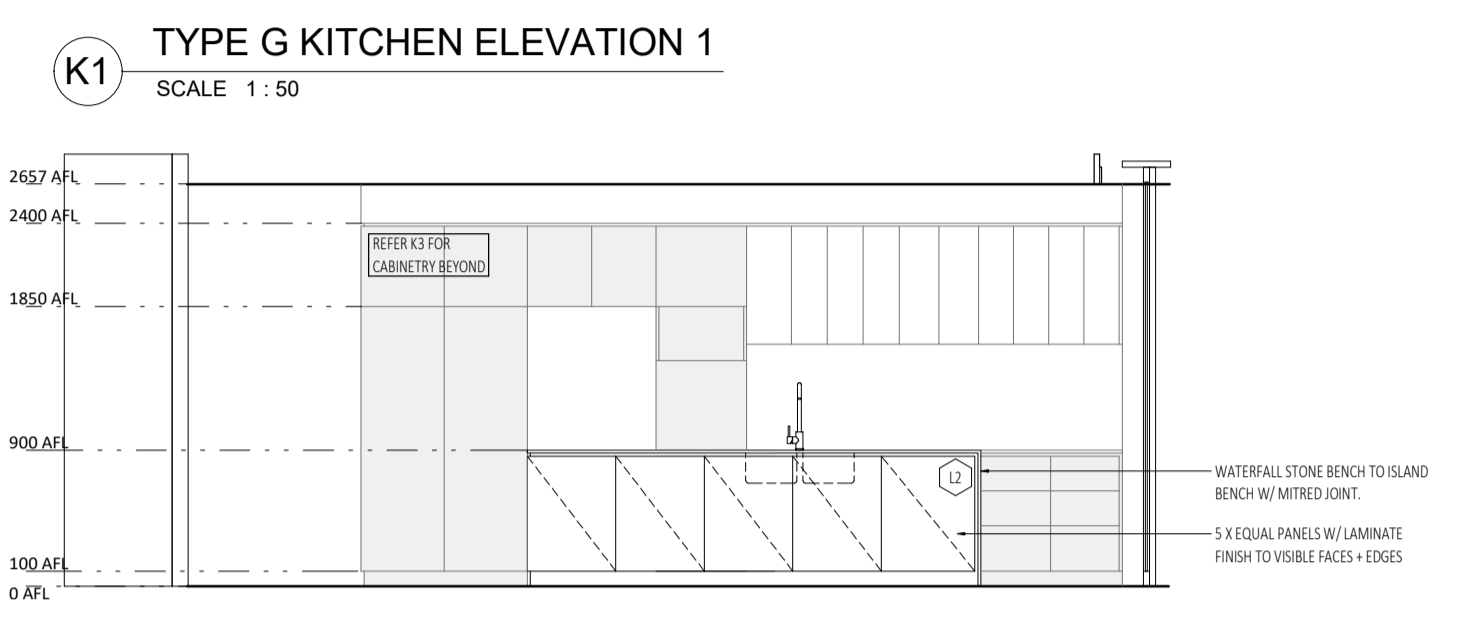 K1
TYPE G KITCHEN ELEVATION 1
SCALE 1 : 50
2657 AFL
2400 AFL
REFER K3 FOR
CABINETRY BEYOND
1850 AFL
900 AFL
L2
WATERFALL STONE BENCH TO ISLAND
BENCH W/ MITRED JOINT.
5 X EQUAL PANELS W/ LAMINATE
FINISH TO VISIBLE FACES + EDGES
100 AFL
0 AFL